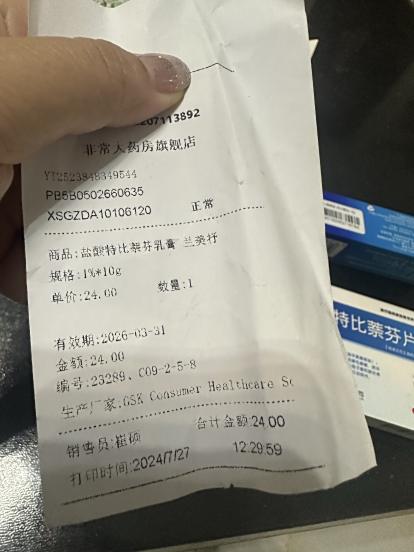 207113892
非常大药房旗舰店
YT2523848349544
PB5B0502660635
XSGZDA10106120 正常
商品:盐酸特比萘芬乳膏 兰美抒
规格:1%*10g
单价:24.00 数量:1
有效期:2026-03-31
金额:24.00
编号:23289、C09-2-5-8
生产厂家:GSK Consumer Healthcare Sc
销售员:崔硕 合计金额:24.00
打印时间:2024/7/27 12:29:59
特比萘芬片